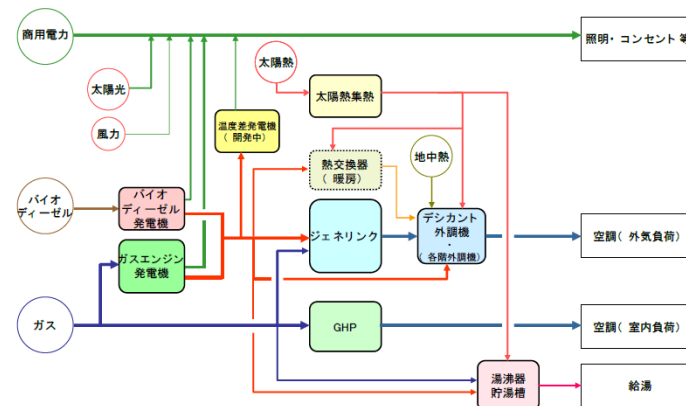 商用電力
照明・コンセント等
太陽熱
太陽光
太陽熱集熱
風力
温度差発電機
（開発中）
熱交換器
（暖房）
地中熱
バイオ
ディーゼル
バイオ
ディーゼル
発電機
ジェネリンク
デシカント
外調機
・
（各階外調機）
空調（外気負荷）
ガスエンジン
発電機
ガス
GHP
空調（室内負荷）
湯沸器
貯湯槽
給湯